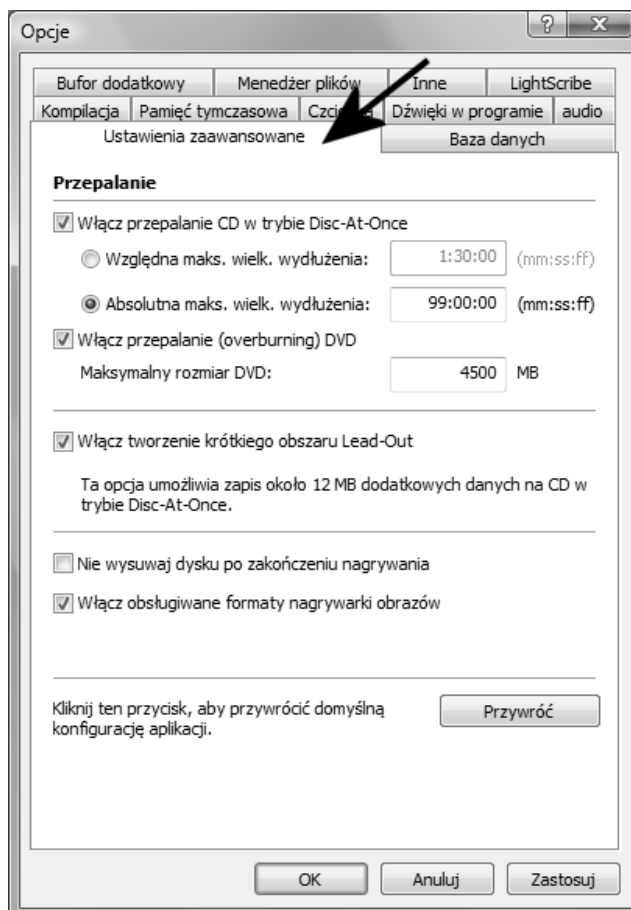 Opcje
Bufor dodatkowy Menedżer plików Inne LightScribe
Kompilacja Pamięć tymczasowa Dźwięki w programie audio
Ustawienia zaawansowane Baza danych
Przepalanie
Włącz przepalanie CD w trybie Disc-At-Once
Względna maks. wielk. wydłużenia: 1:30:00 (mm:ss:ff)
Absolutna maks. wielk. wydłużenia: 99:00:00 (mm:ss:ff)
Włącz przepalanie (overburning) DVD
Maksymalny rozmiar DVD: 4500 MB
Włącz tworzenie krótkiego obszaru Lead-Out
Ta opcja umożliwia zapis około 12 MB dodatkowych danych na CD w
trybie Disc-At-Once.
Nie wysuwaj dysku po zakończeniu nagrywania
Włącz obsługiwane formaty nagrywarki obrazów
Kliknij ten przycisk, aby przywrócić domyślną
konfigurację aplikacji.
Przywróć
OK Anuluj Zastosuj